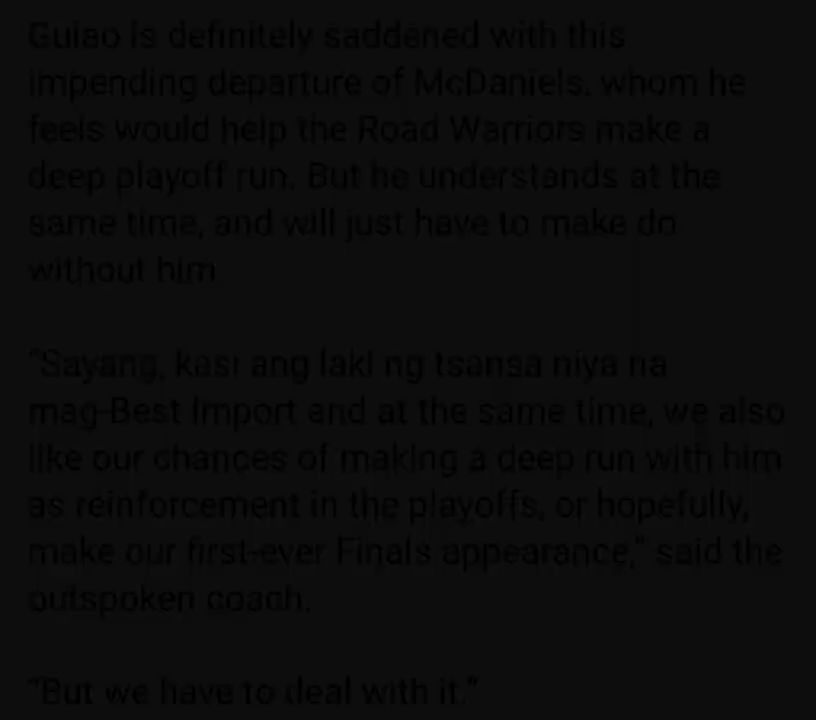 Guiao is definitely saddened with this
impending departure of McDaniels, whom he
feels would help the Road Warriors make a
deep playoff run. But he understands at the
same time, and will just have to make do
without him
"Sayang, kasi ang laki ng tsansa niya na
mag-Best Import and at the same time, we also
like our chances of making a deep run with him
as reinforcement in the playoffs, or hopefully,
make our first-ever Finals appearance," said the
outspoken coach.
"But we have to deal with it."